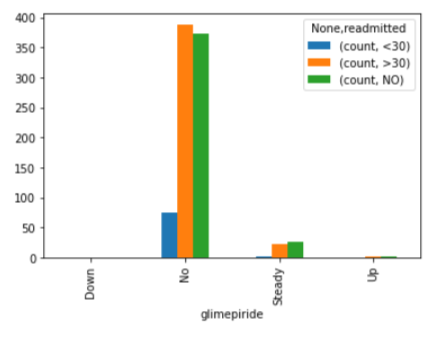 None,readmitted
(count, <30)
(count, >30)
(count, NO)
400
350
300
250
200
150
100
50
0
Down
No
Steady
Up
glimepiride